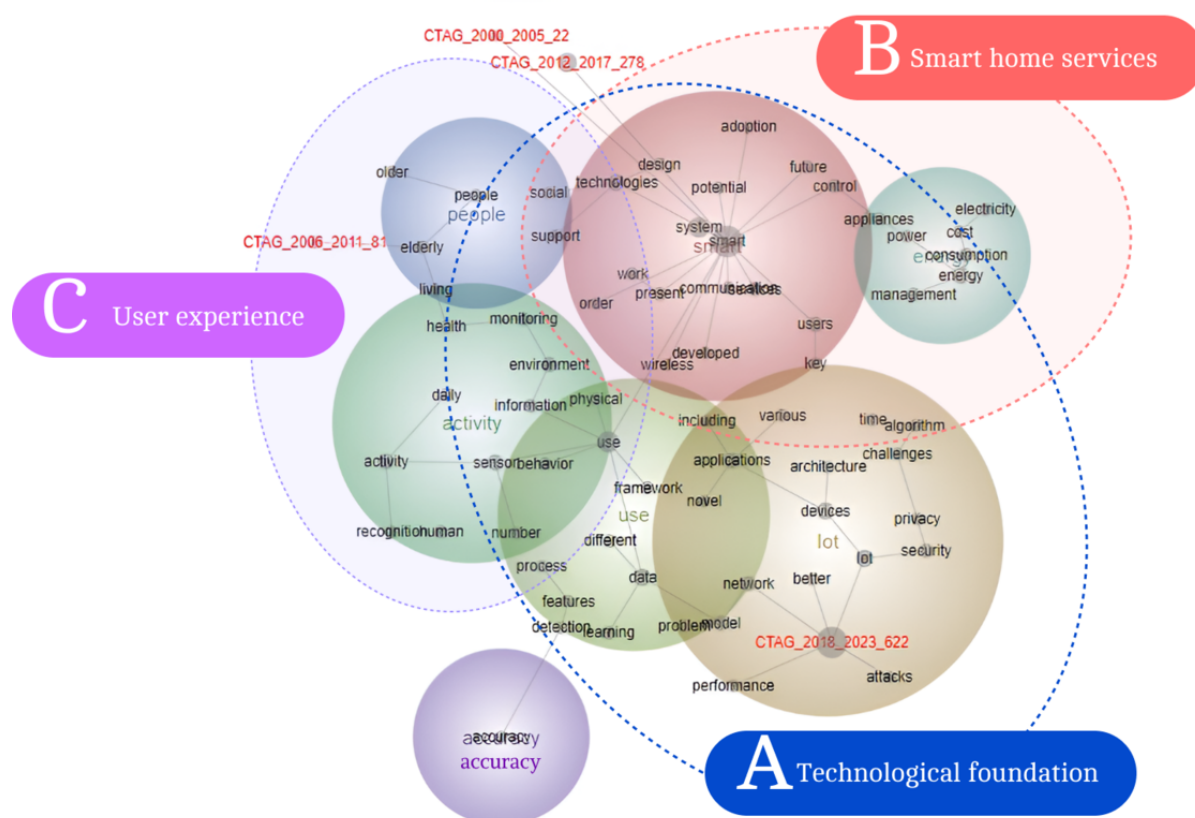 CTAG_2000_2005_22
CTAG_2012_2017_278
B Smart home services
adoption
older
people
people
social
support
elderly
CTAG_2006_2011_81
design
technologies
potential
future
control
system
smart
smart
appliances
electricity
power
cost
consumption
energy
energy
management
work
order
present
communication
services
users
developed
wireless
key
C User experience
living
health
monitoring
environment
physical
daily
information
activity
activity
sensor
behavior
use
recognition
human
number
including
various
time
algorithm
applications
architecture
challenges
framework
novel
use
devices
lot
privacy
security
different
lot
process
data
network
better
features
detection
learning
problem
model
CTAG_2018_2023_622
performance
attacks
accuracy
accuracy
accuracy
A Technological foundation